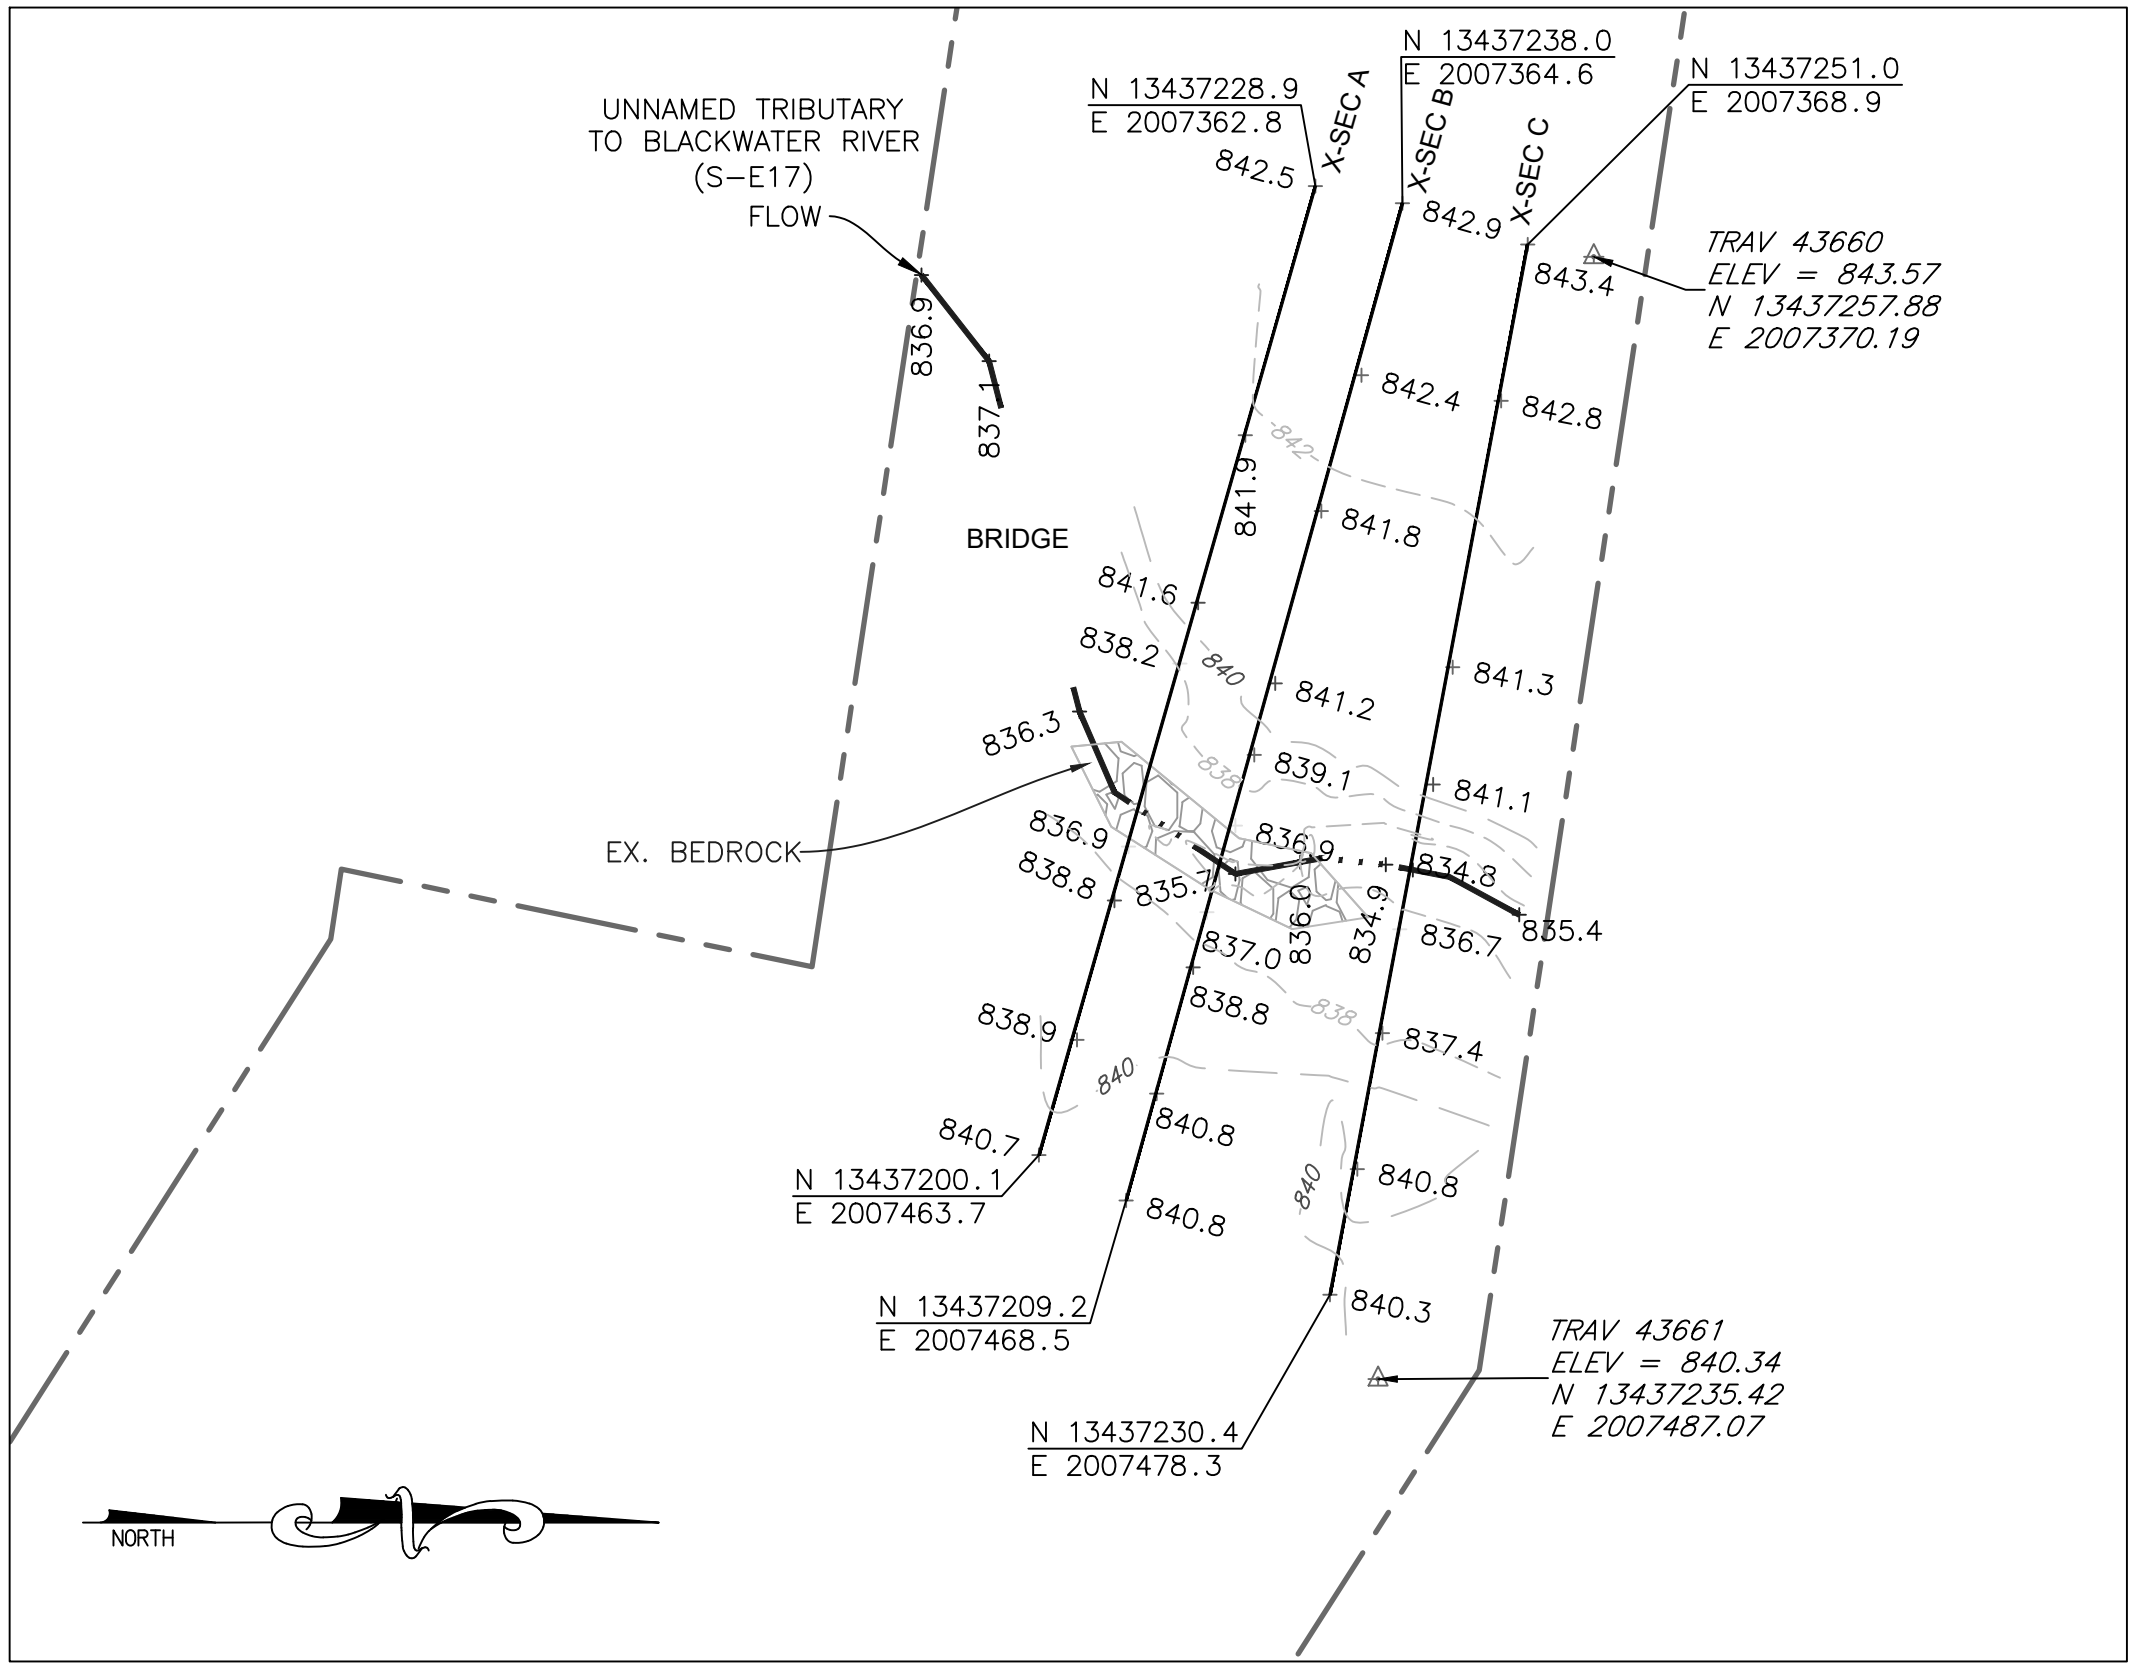 N 13437238.0
E 2007364.6
N 13437251.0
E 2007368.9
N 13437228.9
E 2007362.8
X-SEC A
X-SEC B
X-SEC C
UNNAMED TRIBUTARY
TO BLACKWATER RIVER
(S-E17)
FLOW
842.5
842.9
843.4
TRAV 43660
ELEV = 843.57
N 13437257.88
E 2007370.19
836.9
837.1
842.4
842.8
842
841.9
841.8
BRIDGE
841.6
838.2
840
841.2
841.3
836.3
838
839.1
841.1
EX. BEDROCK
836.9
836.9
838.8
835.7
836.0
834.9
834.8
835.4
836.7
837.0
838.8
838
837.4
838.9
840
840.7
840.8
N 13437200.1
E 2007463.7
840
840.8
840.8
N 13437209.2
E 2007468.5
840.3
TRAV 43661
ELEV = 840.34
N 13437235.42
E 2007487.07
N 13437230.4
E 2007478.3
NORTH